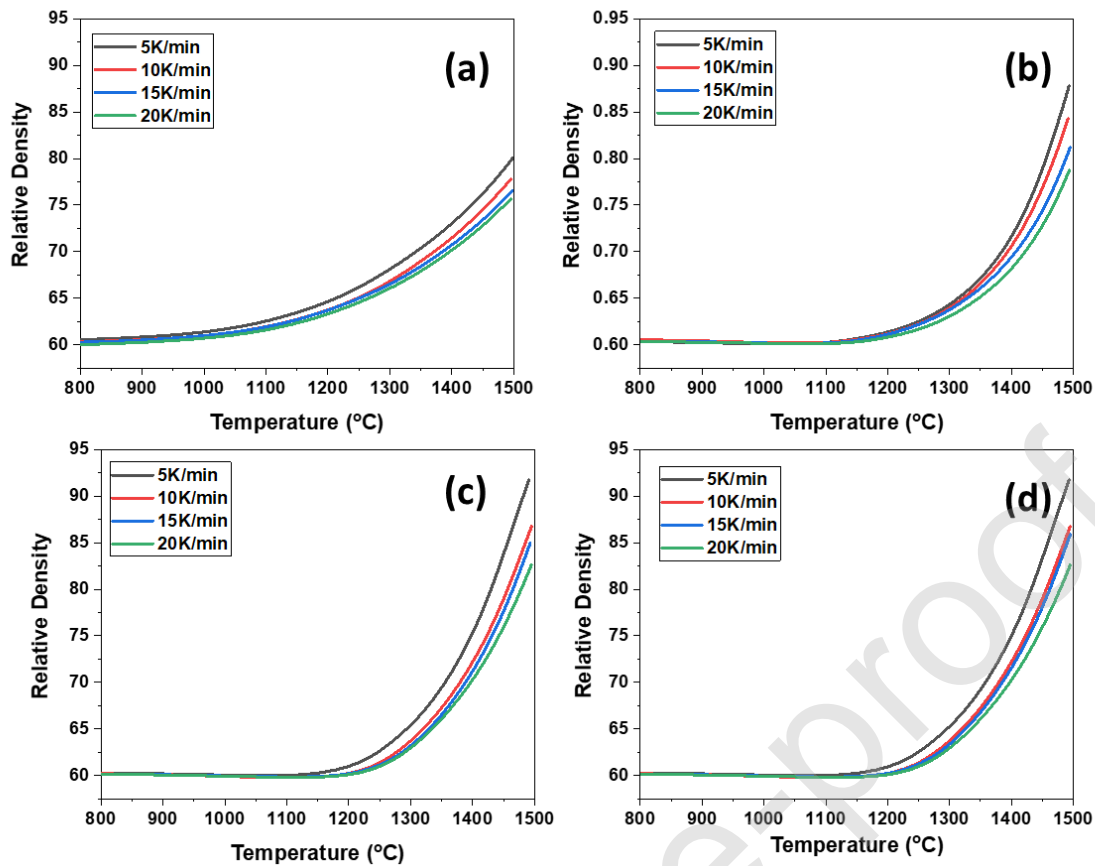 95
90
85
80
75
70
65
60
Relative Density
5K/min
10K/min
15K/min
20K/min
(a)
800 900 1000 1100 1200 1300 1400 1500
Temperature (°C)
0.95
0.90
0.85
0.80
0.75
0.70
0.65
0.60
Relative Density
5K/min
10K/min
15K/min
20K/min
(b)
800 900 1000 1100 1200 1300 1400 1500
Temperature (°C)
95
90
85
80
75
70
65
60
Relative Density
5K/min
10K/min
15K/min
20K/min
(c)
800 900 1000 1100 1200 1300 1400 1500
Temperature (°C)
95
90
85
80
75
70
65
60
Relative Density
5K/min
10K/min
15K/min
20K/min
(d)
800 900 1000 1100 1200 1300 1400 1500
Temperature (°C)
e-proof